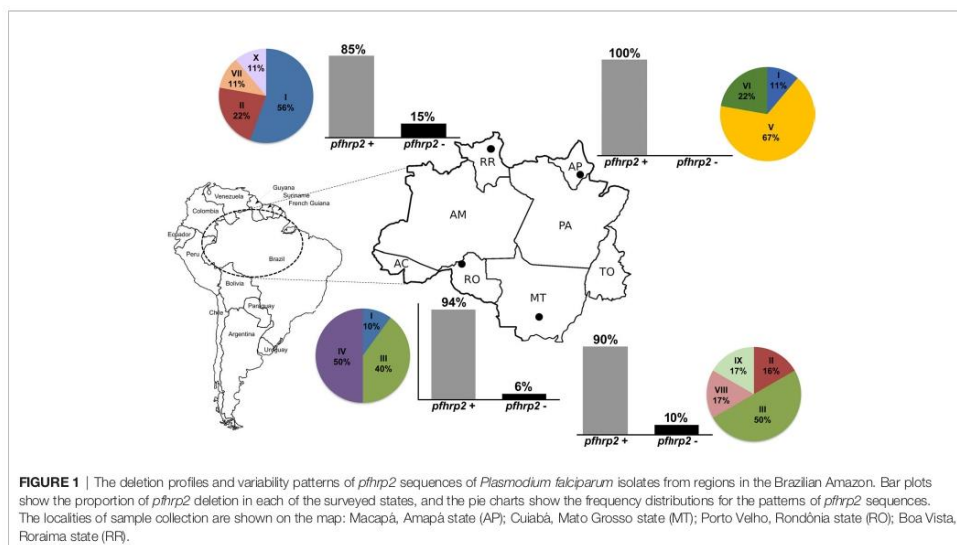 85%
X
11%
VII
11%
I
56%
II
22%
15%
pfhrp2 + pfhrp2 -
100%
VI
22%
I
11%
V
67%
pfhrp2 + pfhrp2 -
RR
AP
AM
PA
AC
RO
TO
MT
Guyana
Suriname
French Guiana
Venezuela
Colombia
Ecuador
Peru
Brazil
Bolivia
Paraguay
Chile
Argentina
Uruguay
94%
I
10%
IV
50%
III
40%
6%
pfhrp2 + pfhrp2 -
90%
10%
pfhrp2 + pfhrp2 -
IX
17%
II
16%
VIII
17%
III
50%
FIGURE 1 | The deletion profiles and variability patterns of pfhrp2 sequences of Plasmodium falciparum isolates from regions in the Brazilian Amazon. Bar plots
show the proportion of pfhrp2 deletion in each of the surveyed states, and the pie charts show the frequency distributions for the patterns of pfhrp2 sequences.
The localities of sample collection are shown on the map: Macapà, Amapà state (AP); Cuiabà, Mato Grosso state (MT); Porto Velho, Rondônia state (RO); Boa Vista,
Roraima state (RR).